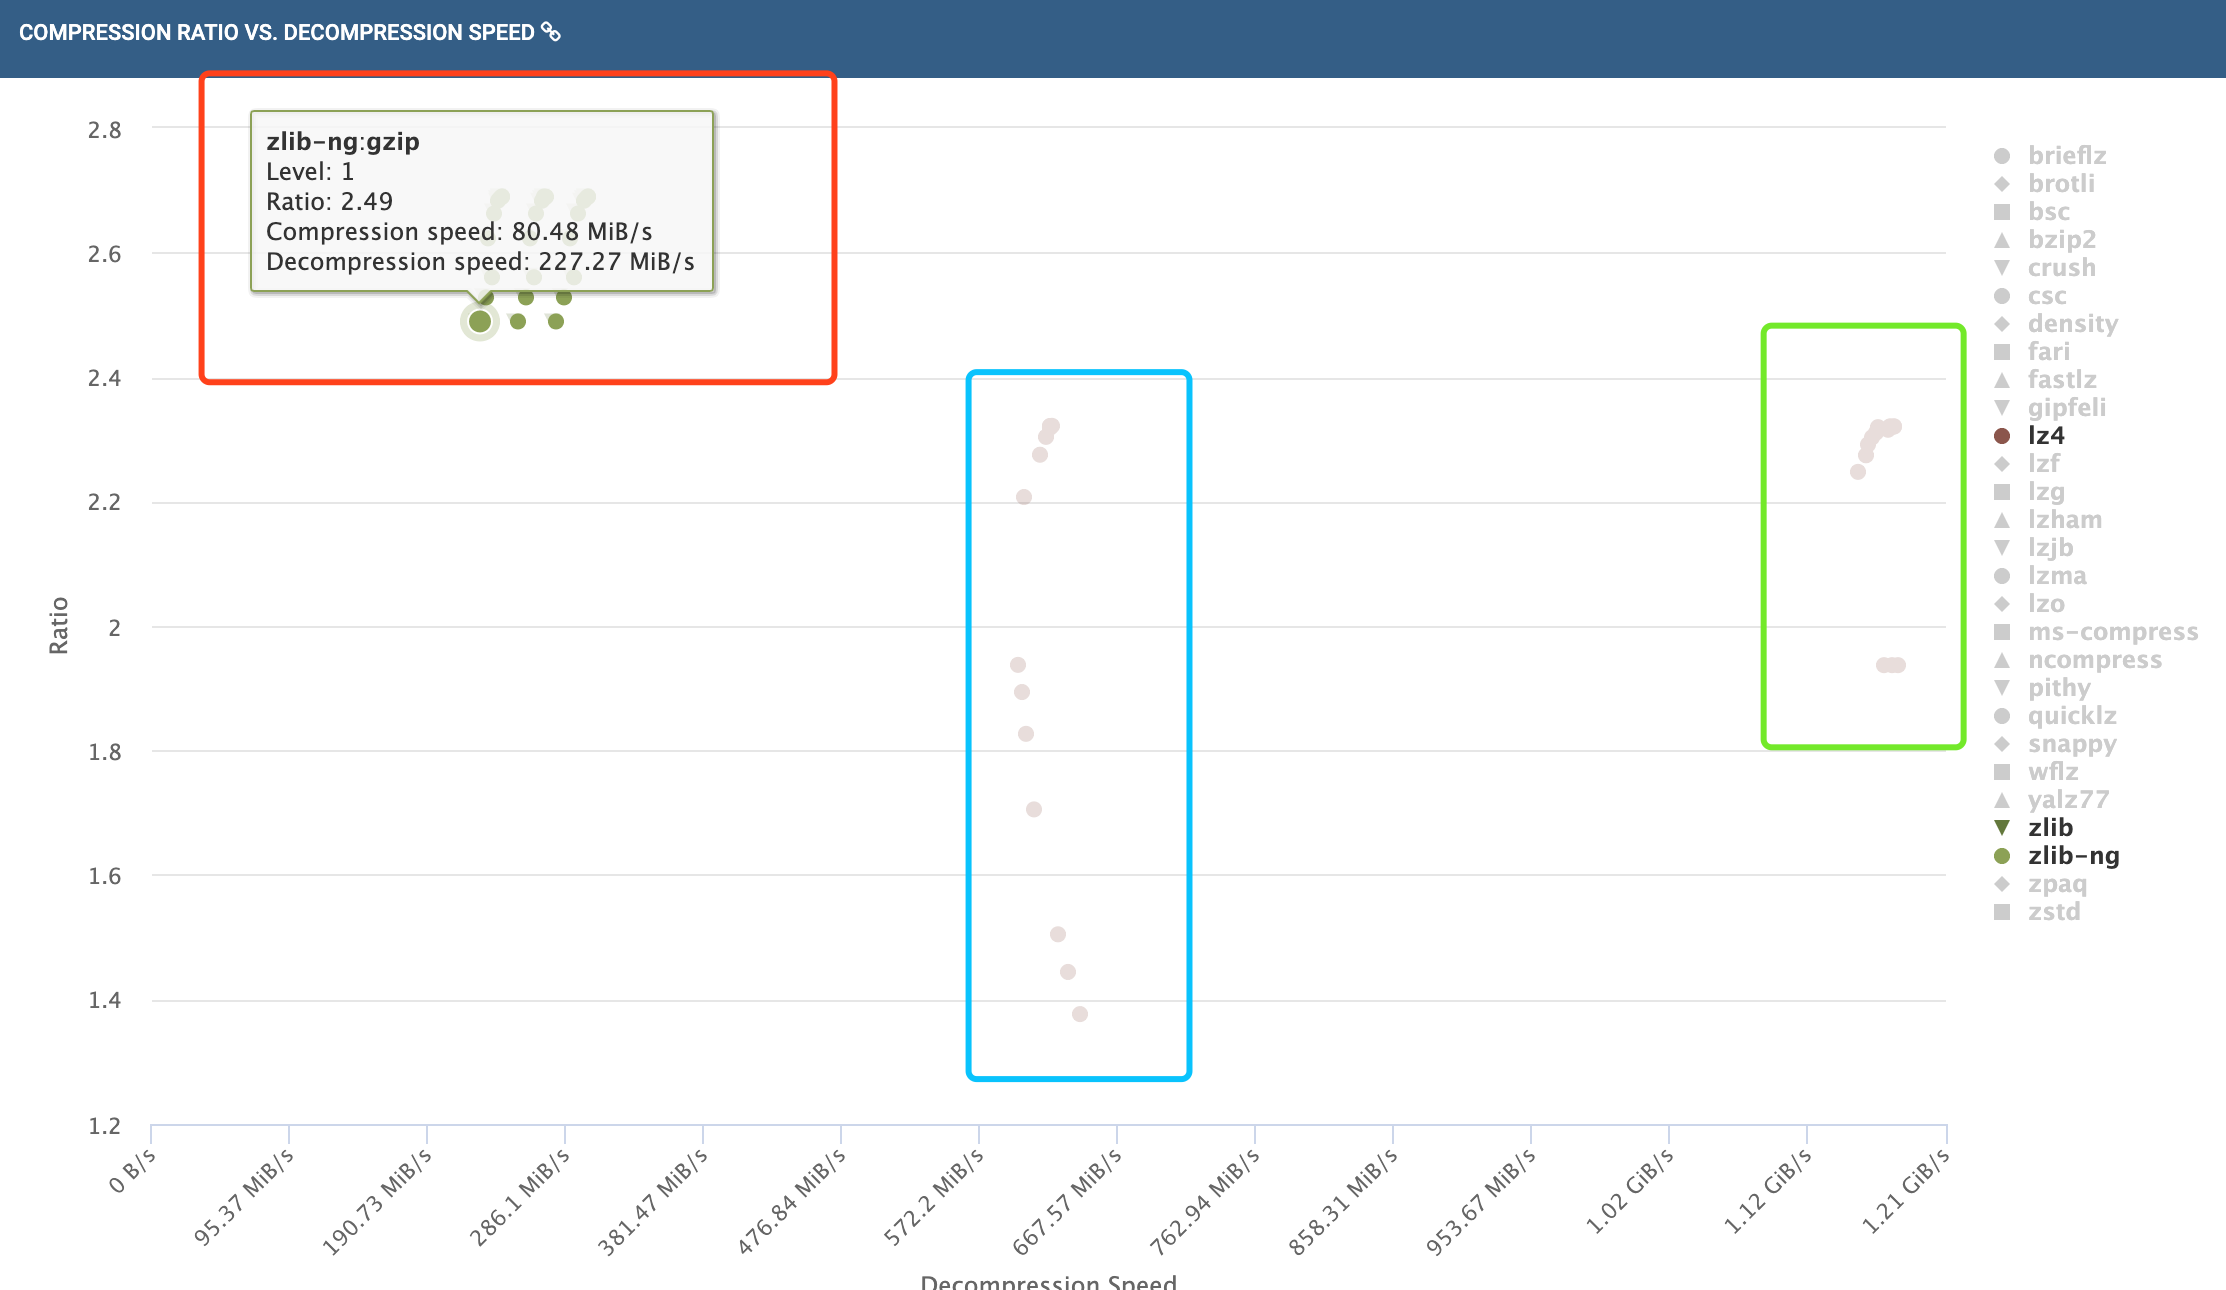 COMPRESSION RATIO VS. DECOMPRESSION SPEED
zlib-ng:gzip
Level: 1
Ratio: 2.49
Compression speed: 80.48 MiB/s
Decompression speed: 227.27 MiB/s
2.8
2.6
2.4
2.2
2
1.8
1.6
1.4
1.2
Ratio
0 B/s
95.37 MiB/s
190.73 MiB/s
286.1 MiB/s
381.47 MiB/s
476.84 MiB/s
572.2 MiB/s
667.57 MiB/s
762.94 MiB/s
858.31 MiB/s
953.67 MiB/s
1.02 GiB/s
1.12 GiB/s
1.21 GiB/s
Decompression Speed
brieflz
brotli
bsc
bzip2
crush
csc
density
fari
fastlz
gipfeli
lz4
lzf
lzg
lzham
lzjb
lzma
lzo
ms-compress
ncompress
pithy
quicklz
snappy
wflz
yalz77
zlib
zlib-ng
zpaq
zstd